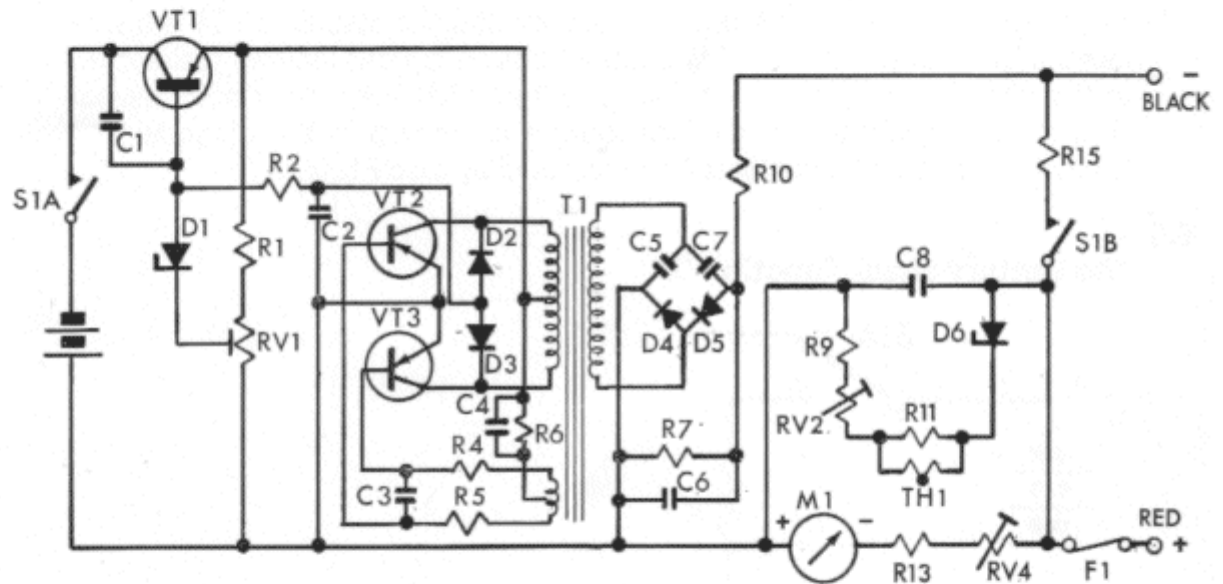 VT1
C1
R2
S1A
D1
R1
C2
VT2
D2
T1
C5
C7
R10
BLACK
-
R15
S1B
C8
RV1
VT3
D3
D4
D5
R9
D6
C4
R6
RV2
R11
R4
R7
TH1
C3
R5
C6
M1
+
-
R13
RV4
F1
RED
+